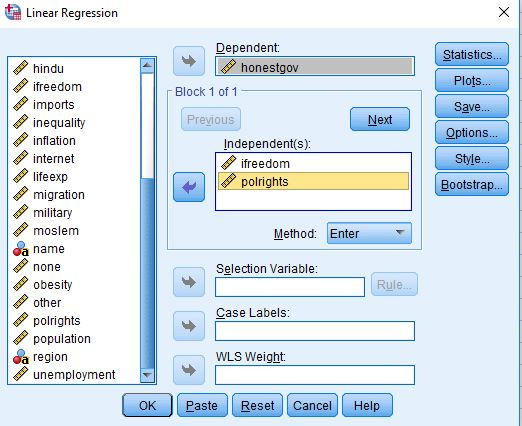 Linear Regression
hindu
ifreedom
imports
inequality
inflation
internet
lifeexp
migration
military
moslem
name
none
obesity
other
polrights
population
region
unemployment
Dependent:
honestgov
Block 1 of 1
Previous
Next
Independent(s):
ifreedom
polrights
Method: Enter
Selection Variable:
Rule...
Case Labels:
WLS Weight:
Statistics...
Plots...
Save...
Options...
Style...
Bootstrap...
OK Paste Reset Cancel Help